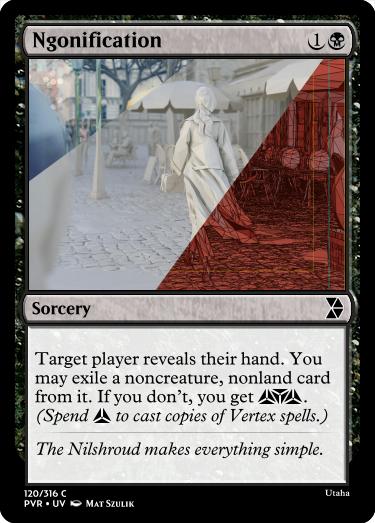 Ngonification 1
Sorcery
Target player reveals their hand. You
may exile a noncreature, nonland card
from it. If you don't, you get .
(Spend to cast copies of Vertex spells.)
The Nilshroud makes everything simple.
120/316 C
Utaha
PVR • UV Mat Szulik